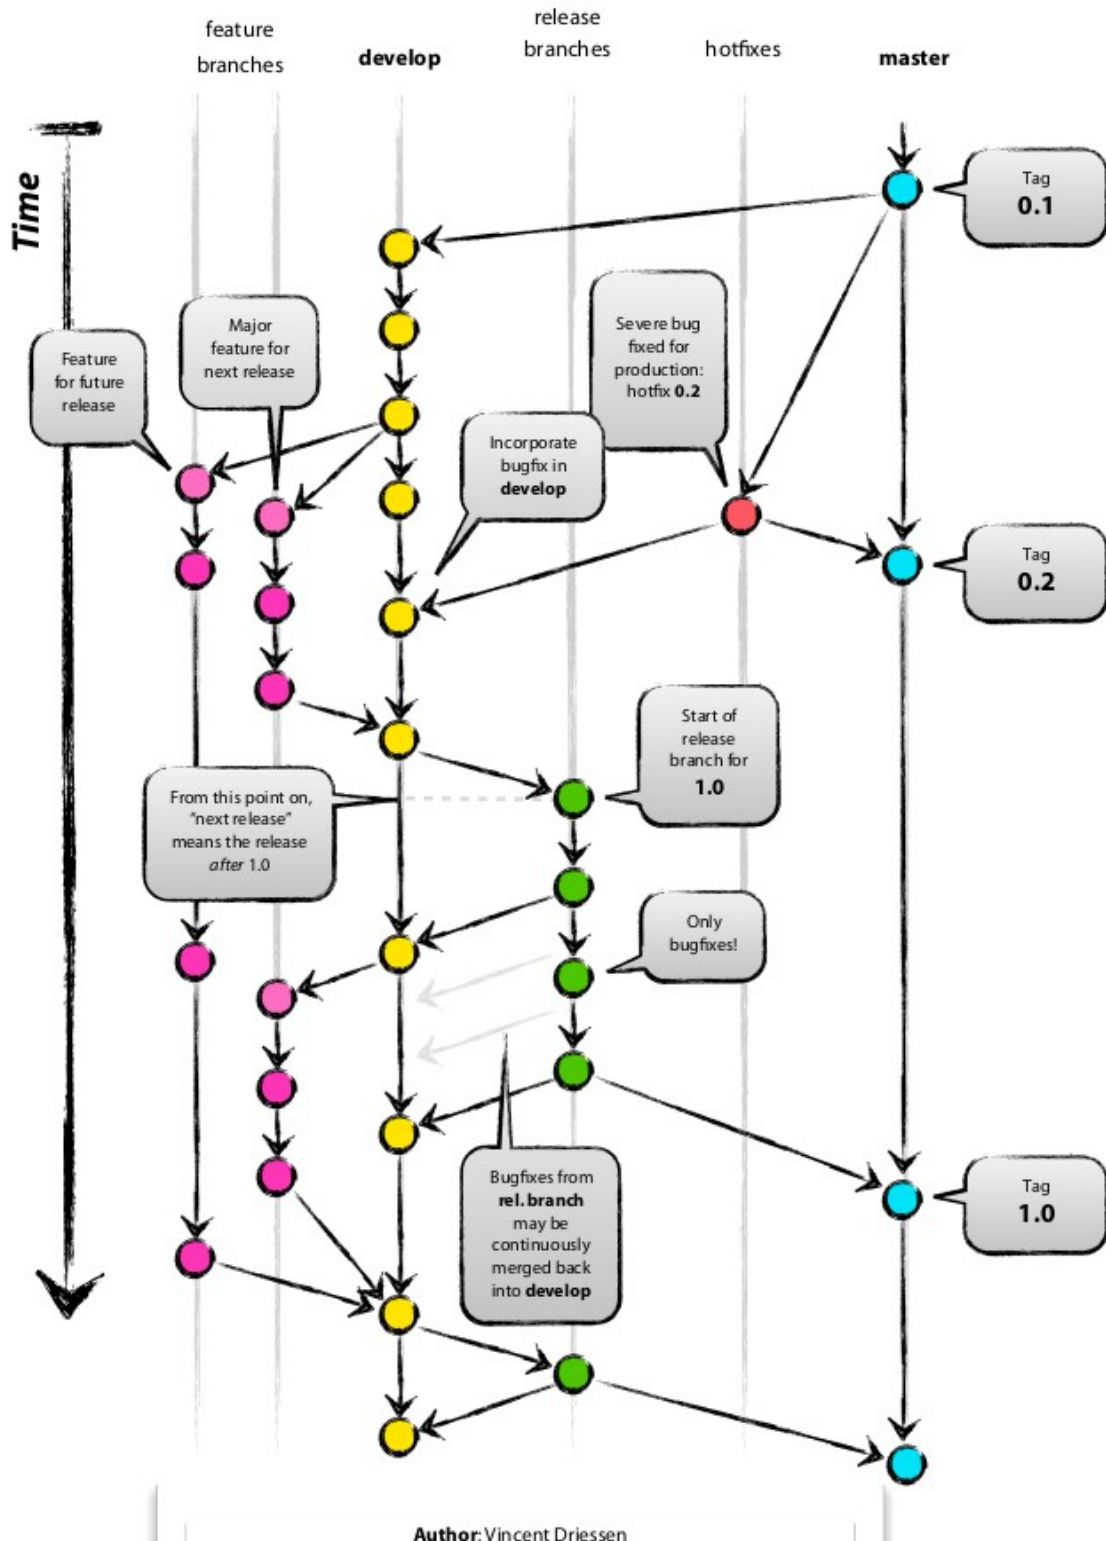 feature
branches
develop
release
branches
hotfixes
master
Time
Tag
0.1
Major
feature for
next release
Feature
for future
release
Severe bug
fixed for
production:
hotfix 0.2
Incorporate
bugfix in
develop
Tag
0.2
Start of
release
branch for
1.0
From this point on,
“next release”
means the release
after 1.0
Only
bugfixes!
Tag
1.0
Bugfixes from
rel. branch
may be
continuously
merged back
into develop
Author: Vincent Driessen